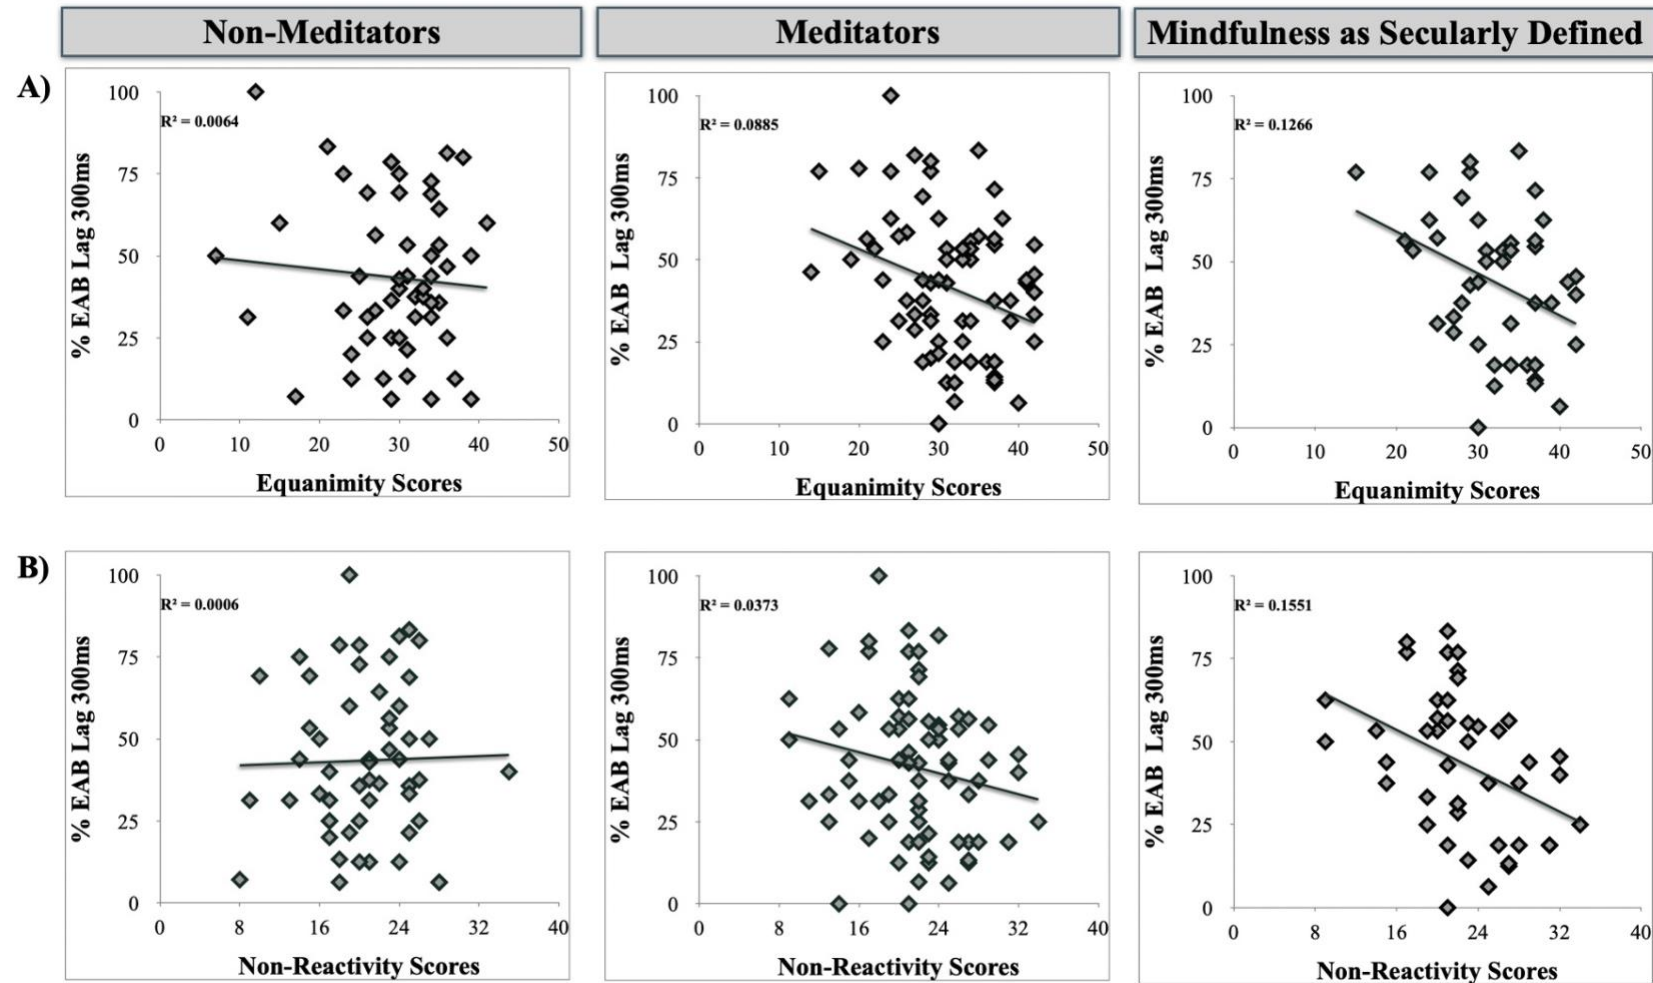 Non-Meditators
Meditators
Mindfulness as Secularly Defined
A)
% EAB Lag 300ms
100
75
50
25
0
R² = 0.0064
0 10 20 30 40 50
Equanimity Scores
% EAB Lag 300ms
100
75
50
25
0
R² = 0.0885
0 10 20 30 40 50
Equanimity Scores
% EAB Lag 300ms
100
75
50
25
0
R² = 0.1266
0 10 20 30 40 50
Equanimity Scores
B)
% EAB Lag 300ms
100
75
50
25
0
R² = 0.0006
0 8 16 24 32 40
Non-Reactivity Scores
% EAB Lag 300ms
100
75
50
25
0
R² = 0.0373
0 8 16 24 32 40
Non-Reactivity Scores
% EAB Lag 300ms
100
75
50
25
0
R² = 0.1551
0 8 16 24 32 40
Non-Reactivity Scores